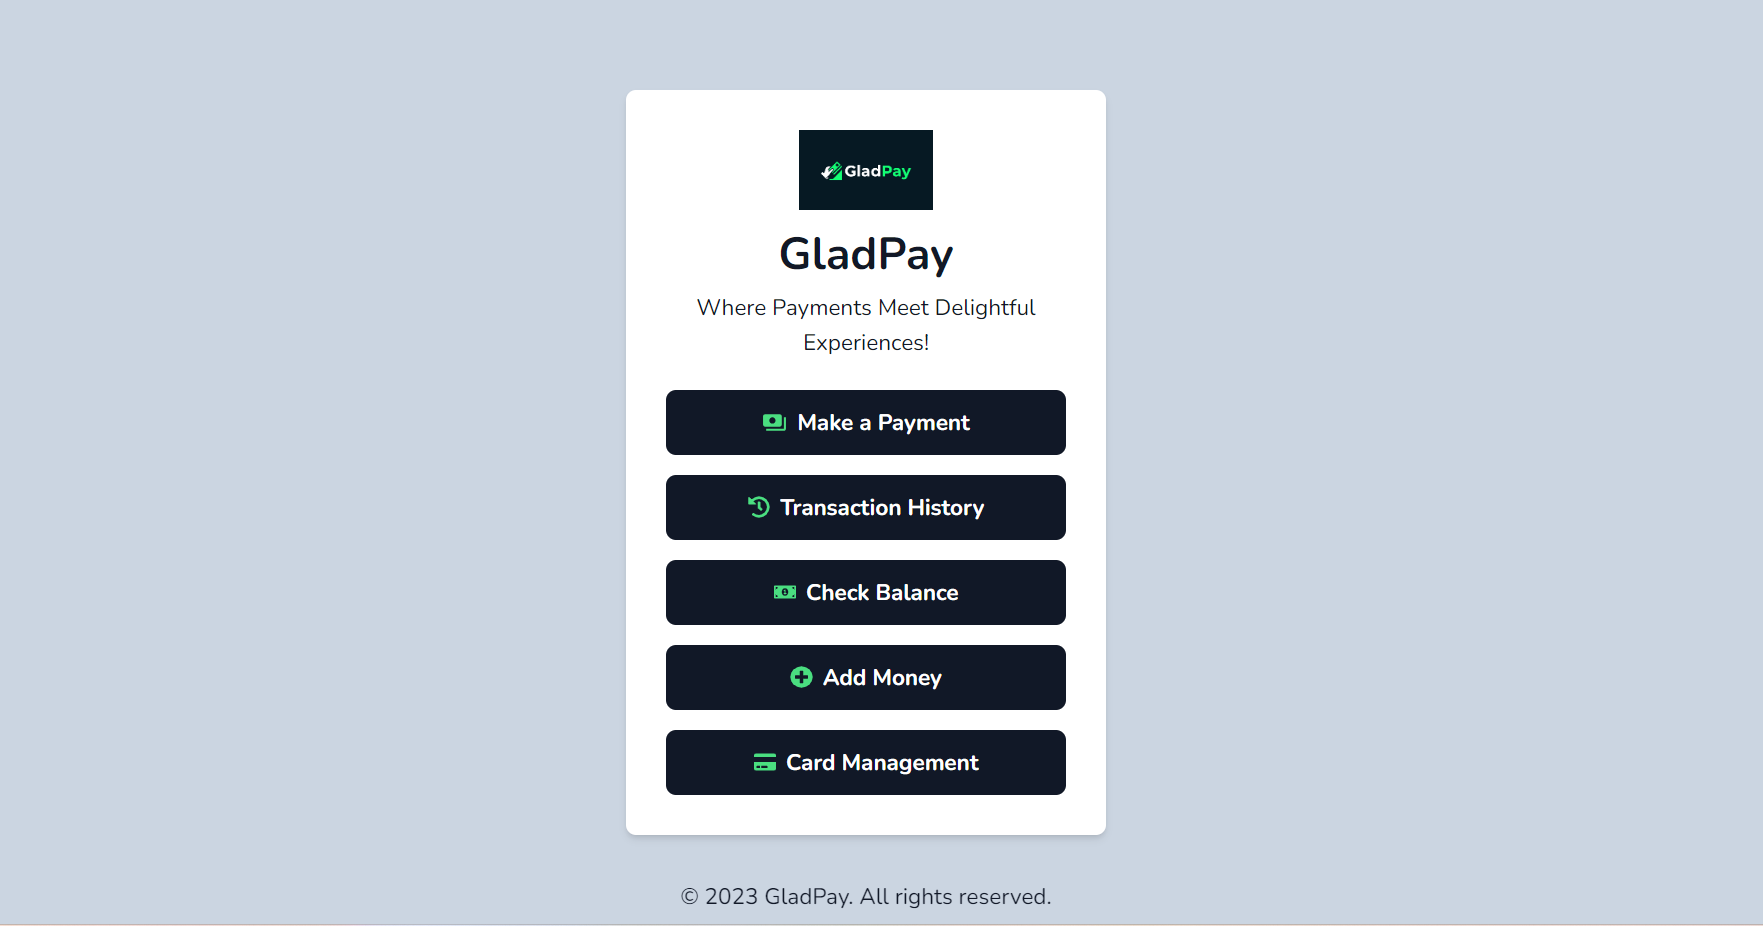 GladPay
GladPay
Where Payments Meet Delightful
Experiences!
Make a Payment
Transaction History
Check Balance
Add Money
Card Management
© 2023 GladPay. All rights reserved.